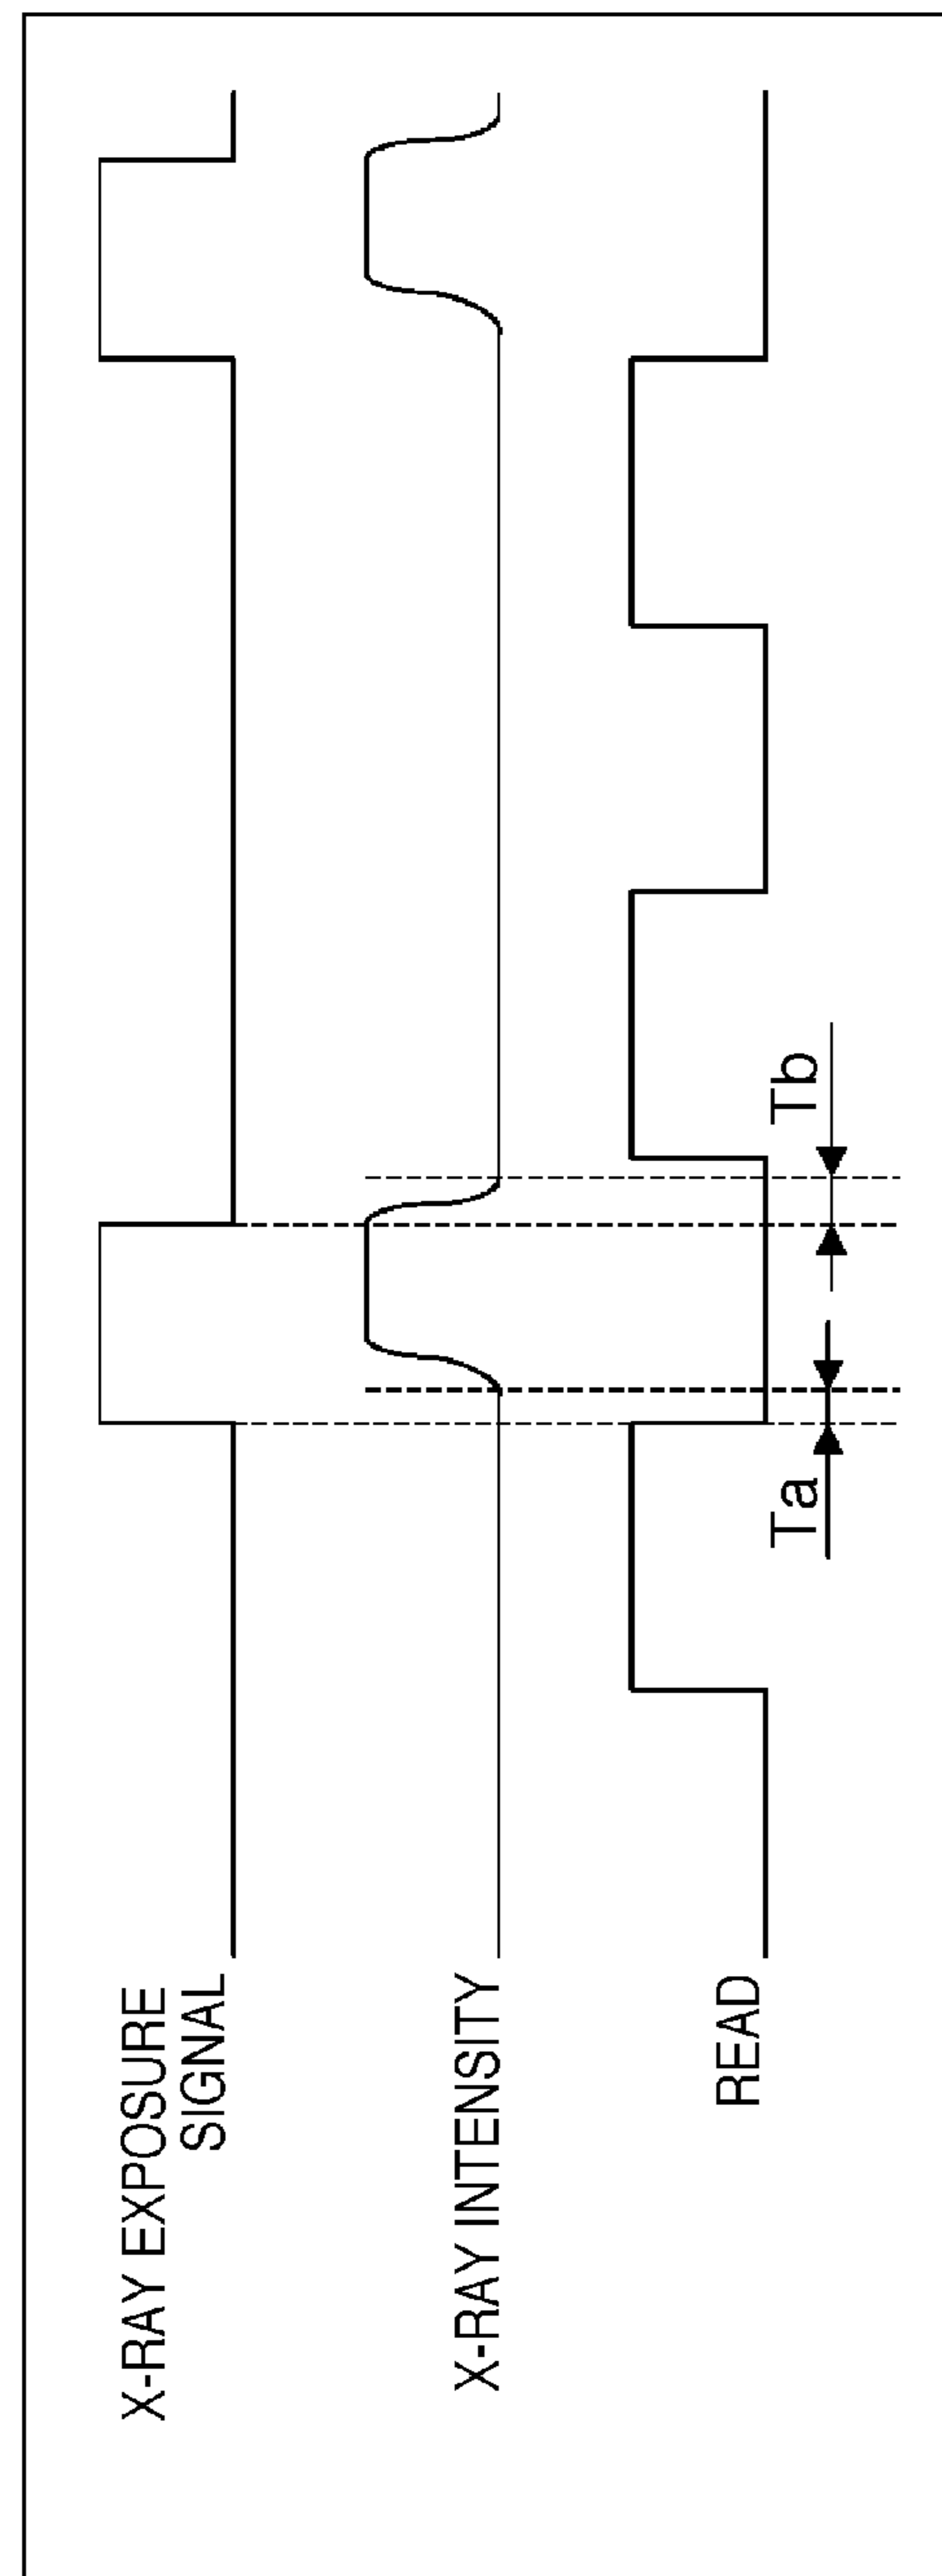 X-RAY EXPOSURE
SIGNAL
X-RAY INTENSITY
READ
Ta
Tb